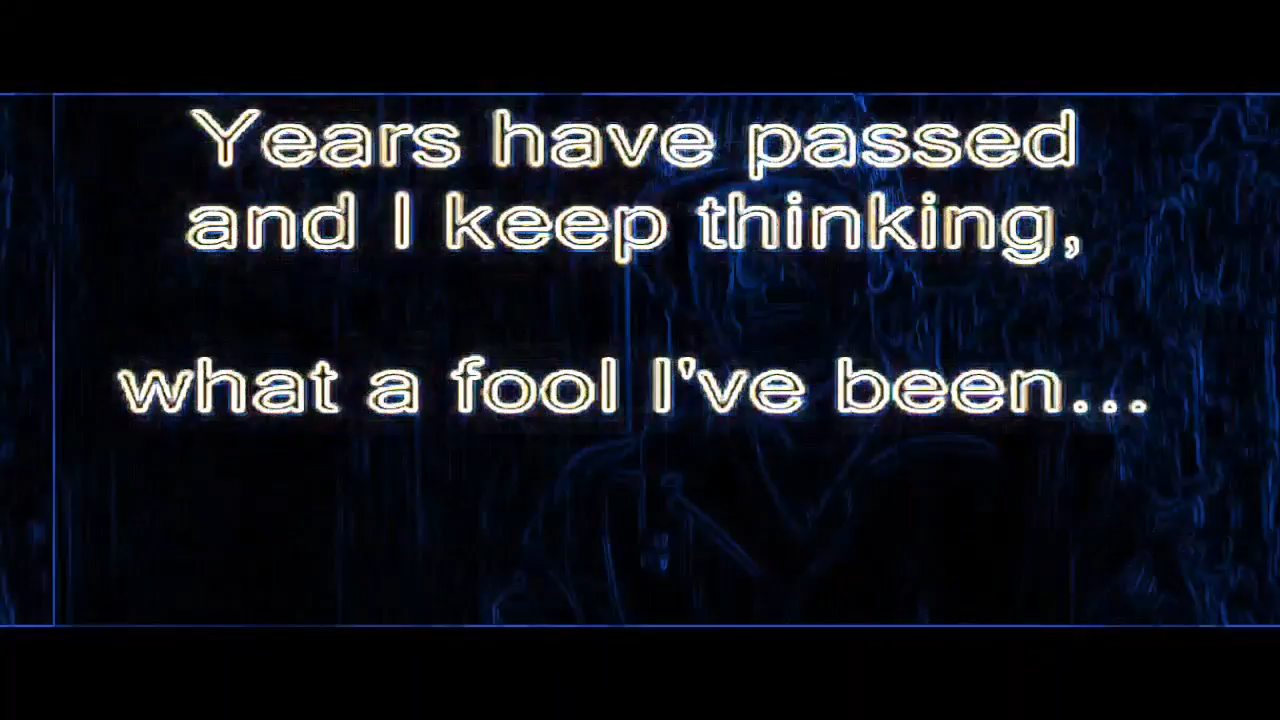 Years have passed
and I keep thinking,
what a fool I've been...